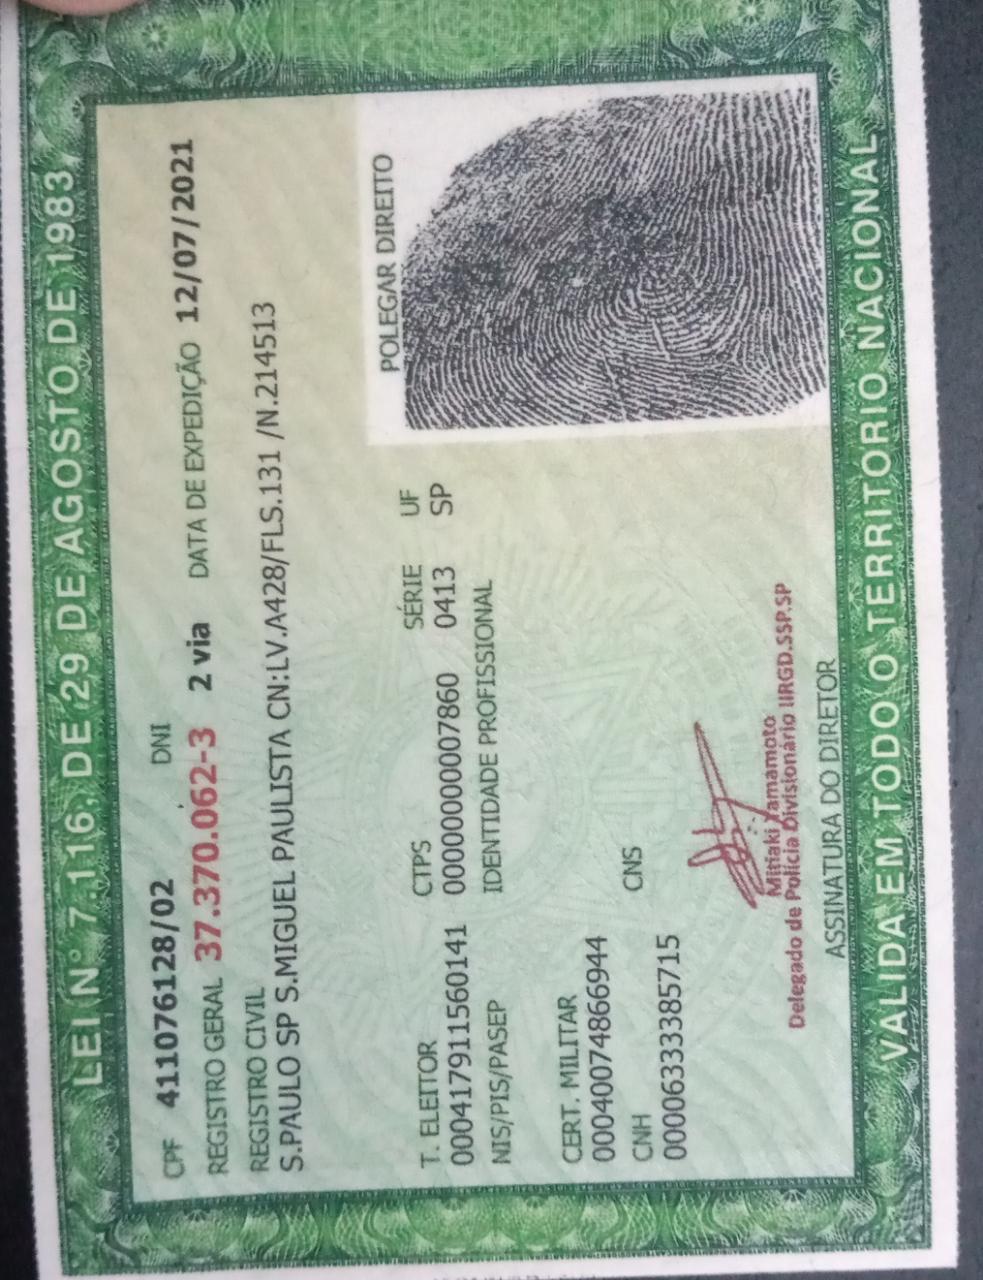 LEI Nº 7.116, DE 29 DE AGOSTO DE 1983
CPF 411076128/02 DNI
REGISTRO GERAL 37.370.062-3 2 via DATA DE EXPEDIÇÃO 12/07/2021
REGISTRO CIVIL
S.PAULO SP S.MIGUEL PAULISTA CN:LV.A428/FLS.131 /N.214513
POLEGAR DIREITO
T. ELEITOR CTPS SÉRIE UF
000417911560141 0000000007860 0413 SP
NIS/PIS/PASEP IDENTIDADE PROFISSIONAL
CERT. MILITAR
000400074866944
CNH CNS
000063333385715
Mitiaki Yamamoto
Delegado de Polícia Divisionário IIRGD.SSP.SP
ASSINATURA DO DIRETOR
VALIDA EM TODO O TERRITORIO NACIONAL